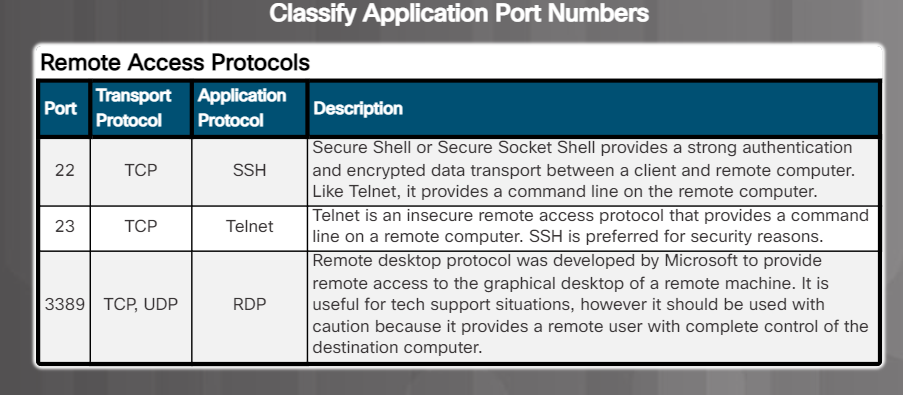 Classify Application Port Numbers
Remote Access Protocols
Port
Transport
Protocol
Application
Protocol
Description
22
TCP
SSH
Secure Shell or Secure Socket Shell provides a strong authentication
and encrypted data transport between a client and remote computer.
Like Telnet, it provides a command line on the remote computer.
23
TCP
Telnet
Telnet is an insecure remote access protocol that provides a command
line on a remote computer. SSH is preferred for security reasons.
3389
TCP, UDP
RDP
Remote desktop protocol was developed by Microsoft to provide
remote access to the graphical desktop of a remote machine. It is
useful for tech support situations, however it should be used with
caution because it provides a remote user with complete control of the
destination computer.